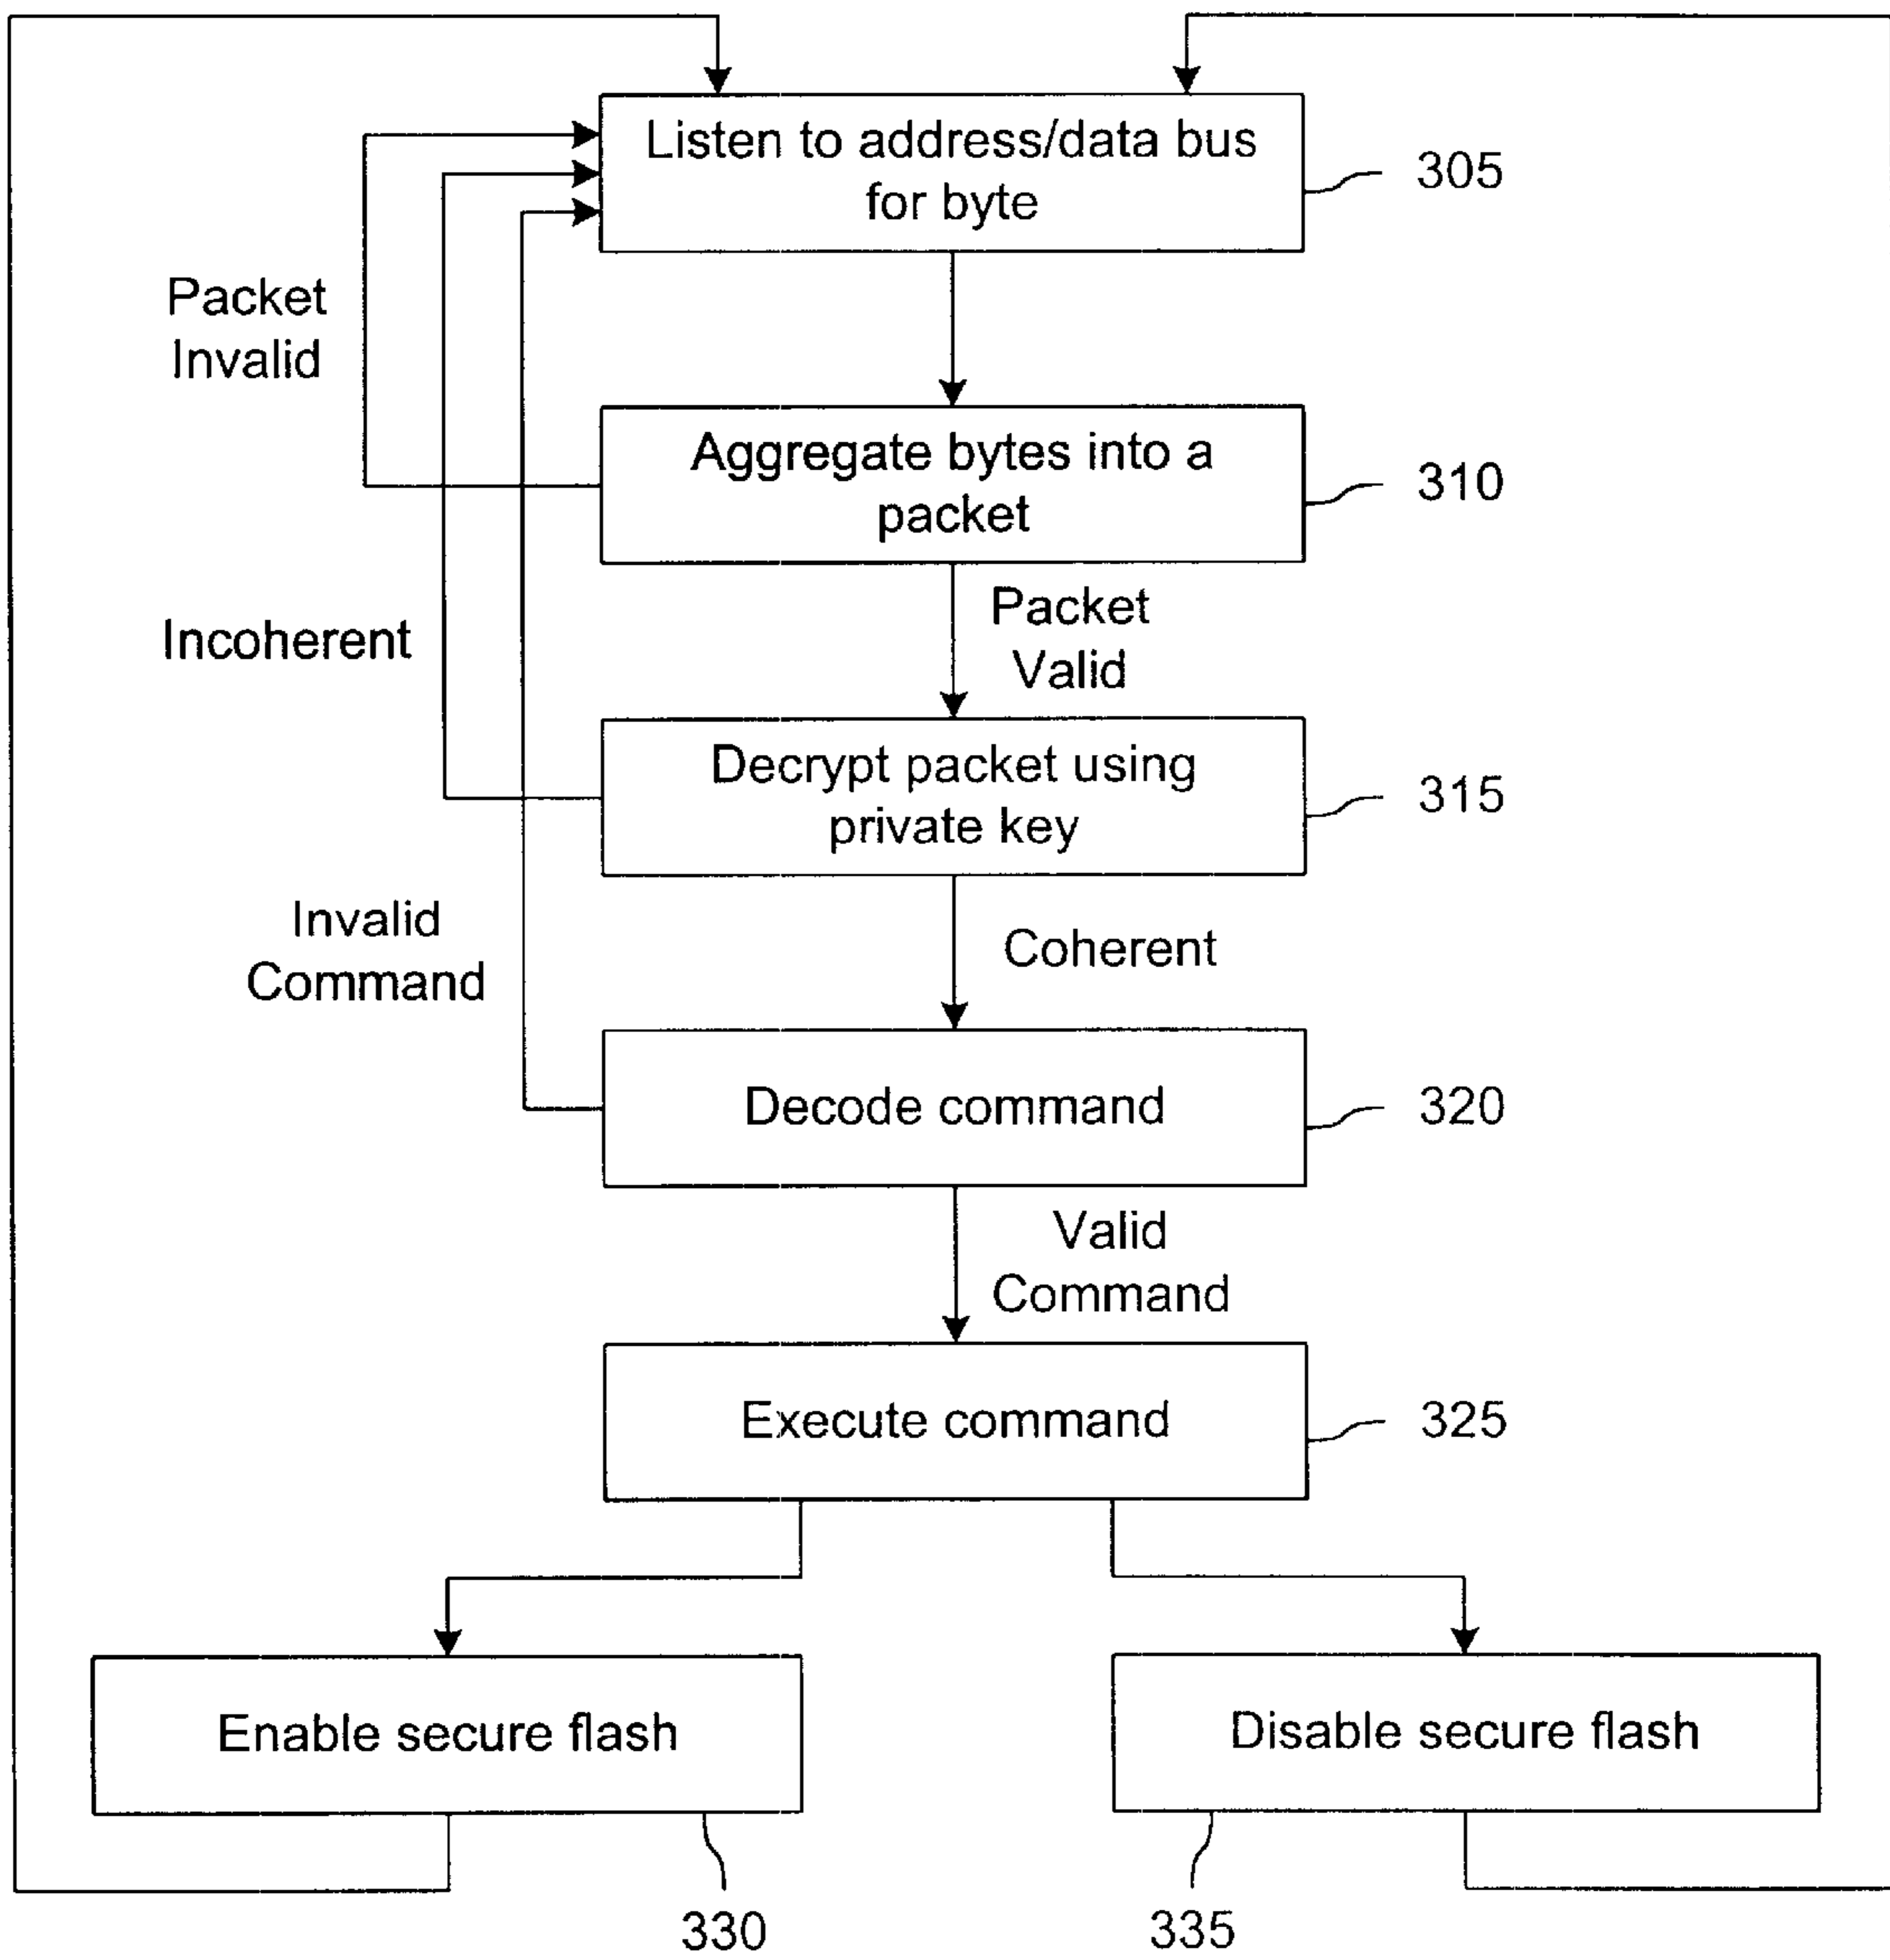 Listen to address/data bus
for byte
305
Packet
Invalid
Aggregate bytes into a
packet
310
Packet
Valid
Incoherent
Decrypt packet using
private key
315
Invalid
Command
Coherent
Decode command
320
Valid
Command
Execute command
325
Enable secure flash
Disable secure flash
330
335